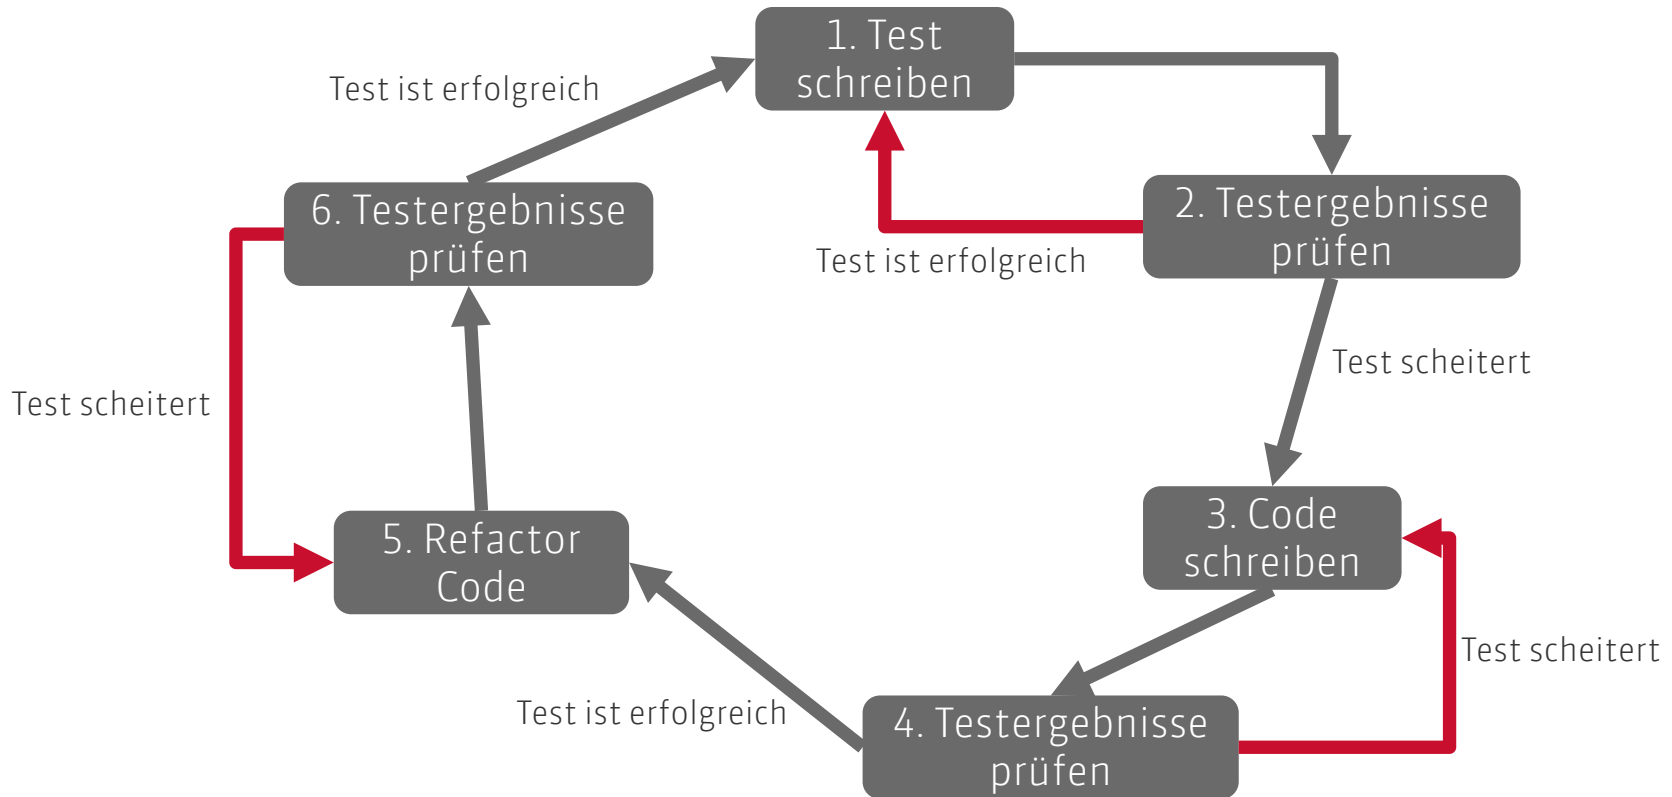 1. Test
schreiben
Test ist erfolgreich
6. Testergebnisse
prüfen
2. Testergebnisse
prüfen
Test ist erfolgreich
Test scheitert
Test scheitert
3. Code
schreiben
5. Refactor
Code
Test scheitert
Test ist erfolgreich
4. Testergebnisse
prüfen